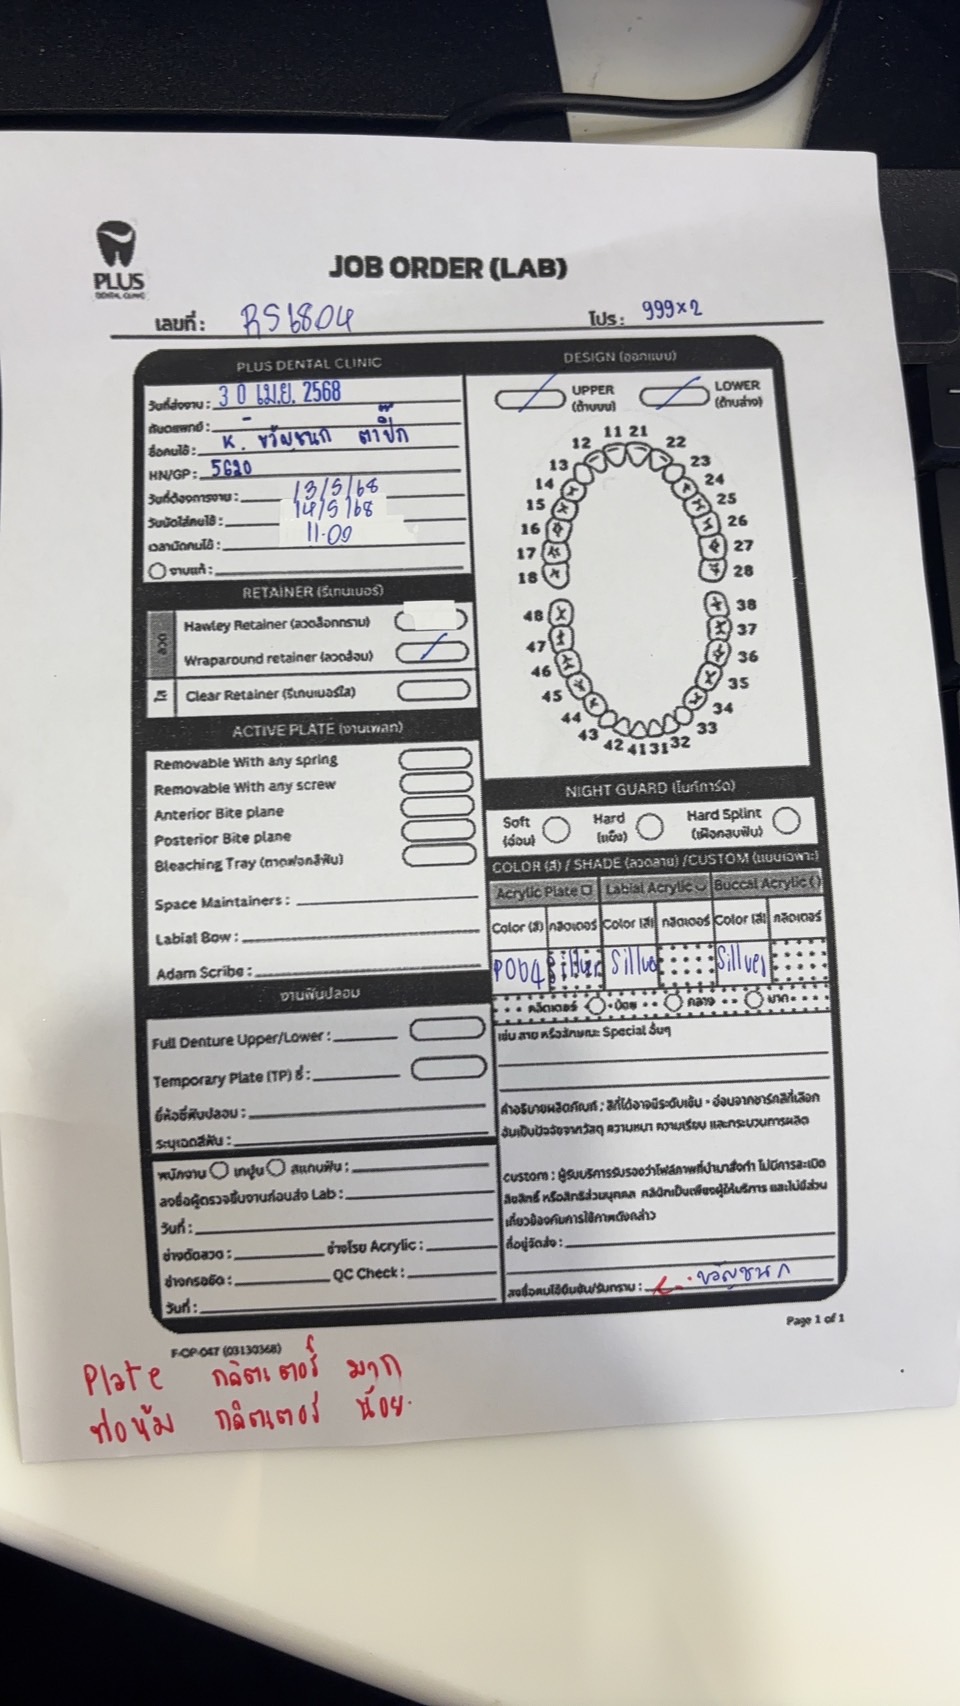 PLUS
DENTAL CLINIC
JOB ORDER (LAB)
เลขที่ : RS6804
โปร : 999x2
PLUS DENTAL CLINIC
วันที่ส่งงาน : 30 เม.ย. 2568
ทันตแพทย์ : -
ชื่อคนไข้ : K. ขวัญชนก ตาปั๊ก
HN/GP : 5620
วันที่ต้องการงาน : 13/5/68
วันนัดใส่คนไข้ : 14/5/68
เวลานัดคนไข้ : 11.00
งานแก้ :
RETAINER (รีเทนเนอร์)
ลวด
Hawley Retainer (ลวดล็อกกราม)
Wraparound retainer (ลวดล้อม)
ใส
Clear Retainer (รีเทนเนอร์ใส)
ACTIVE PLATE (งานเพลท)
Removable With any spring
Removable With any screw
Anterior Bite plane
Posterior Bite plane
Bleaching Tray (ถาดฟอกสีฟัน)
Space Maintainers :
Labial Bow :
Adam Scribe :
งานฟันปลอม
Full Denture Upper/Lower :
Temporary Plate (TP) ซี่ :
ยี่ห้อซี่ฟันปลอม :
ระบุเฉดสีฟัน :
พนักงาน เทปูน สแกนฟัน :
ลงชื่อผู้ตรวจชิ้นงานก่อนส่ง Lab :
วันที่ :
ช่างดัดลวด : ช่างโรย Acrylic :
ช่างกรอขัด : QC Check :
วันที่ :
DESIGN (ออกแบบ)
UPPER
(ด้านบน)
LOWER
(ด้านล่าง)
11 21
12 22
13 23
14 24
15 25
16 26
17 27
18 28
48 38
47 37
46 36
45 35
44 34
43 33
42 41 31 32
NIGHT GUARD (ไนท์การ์ด)
Soft
(อ่อน)
Hard
(แข็ง)
Hard Splint
(เฝือกสบฟัน)
COLOR (สี) / SHADE (ลวดลาย) /CUSTOM (แบบเฉพาะ)
Acrylic Plate Labial Acrylic Buccal Acrylic ( )
Color (สี) กลิตเตอร์ Color (สี) กลิตเตอร์ Color (สี) กลิตเตอร์
P064 Sillver Sillver
กลิตเตอร์ น้อย กลาง มาก
เช่น ลาย หรือลักษณะ Special อื่นๆ
คำอธิบายผลิตภัณฑ์ ; สีที่ได้อาจมีระดับเข้ม - อ่อนจากชาร์ทสีที่เลือก
อันเป็นปัจจัยจากวัสดุ ความหนา ความเรียบ และกระบวนการผลิต
custom : ผู้รับบริการรับรองว่าไฟล์ภาพที่นำมาสั่งทำ ไม่มีการละเมิด
ลิขสิทธิ์ หรือสิทธิส่วนบุคคล คลินิกเป็นเพียงผู้ให้บริการ และไม่มีส่วน
เกี่ยวข้องกับการใช้ภาพดังกล่าว
ที่อยู่จัดส่ง :
ลงชื่อคนไข้ยืนยัน/รับทราบ : ขวัญชนก
Page 1 of 1
F-OP-047 (03130368)
Plate กลิตเตอร์ มาก
ท่อหุ้ม กลิตเตอร์ น้อย.